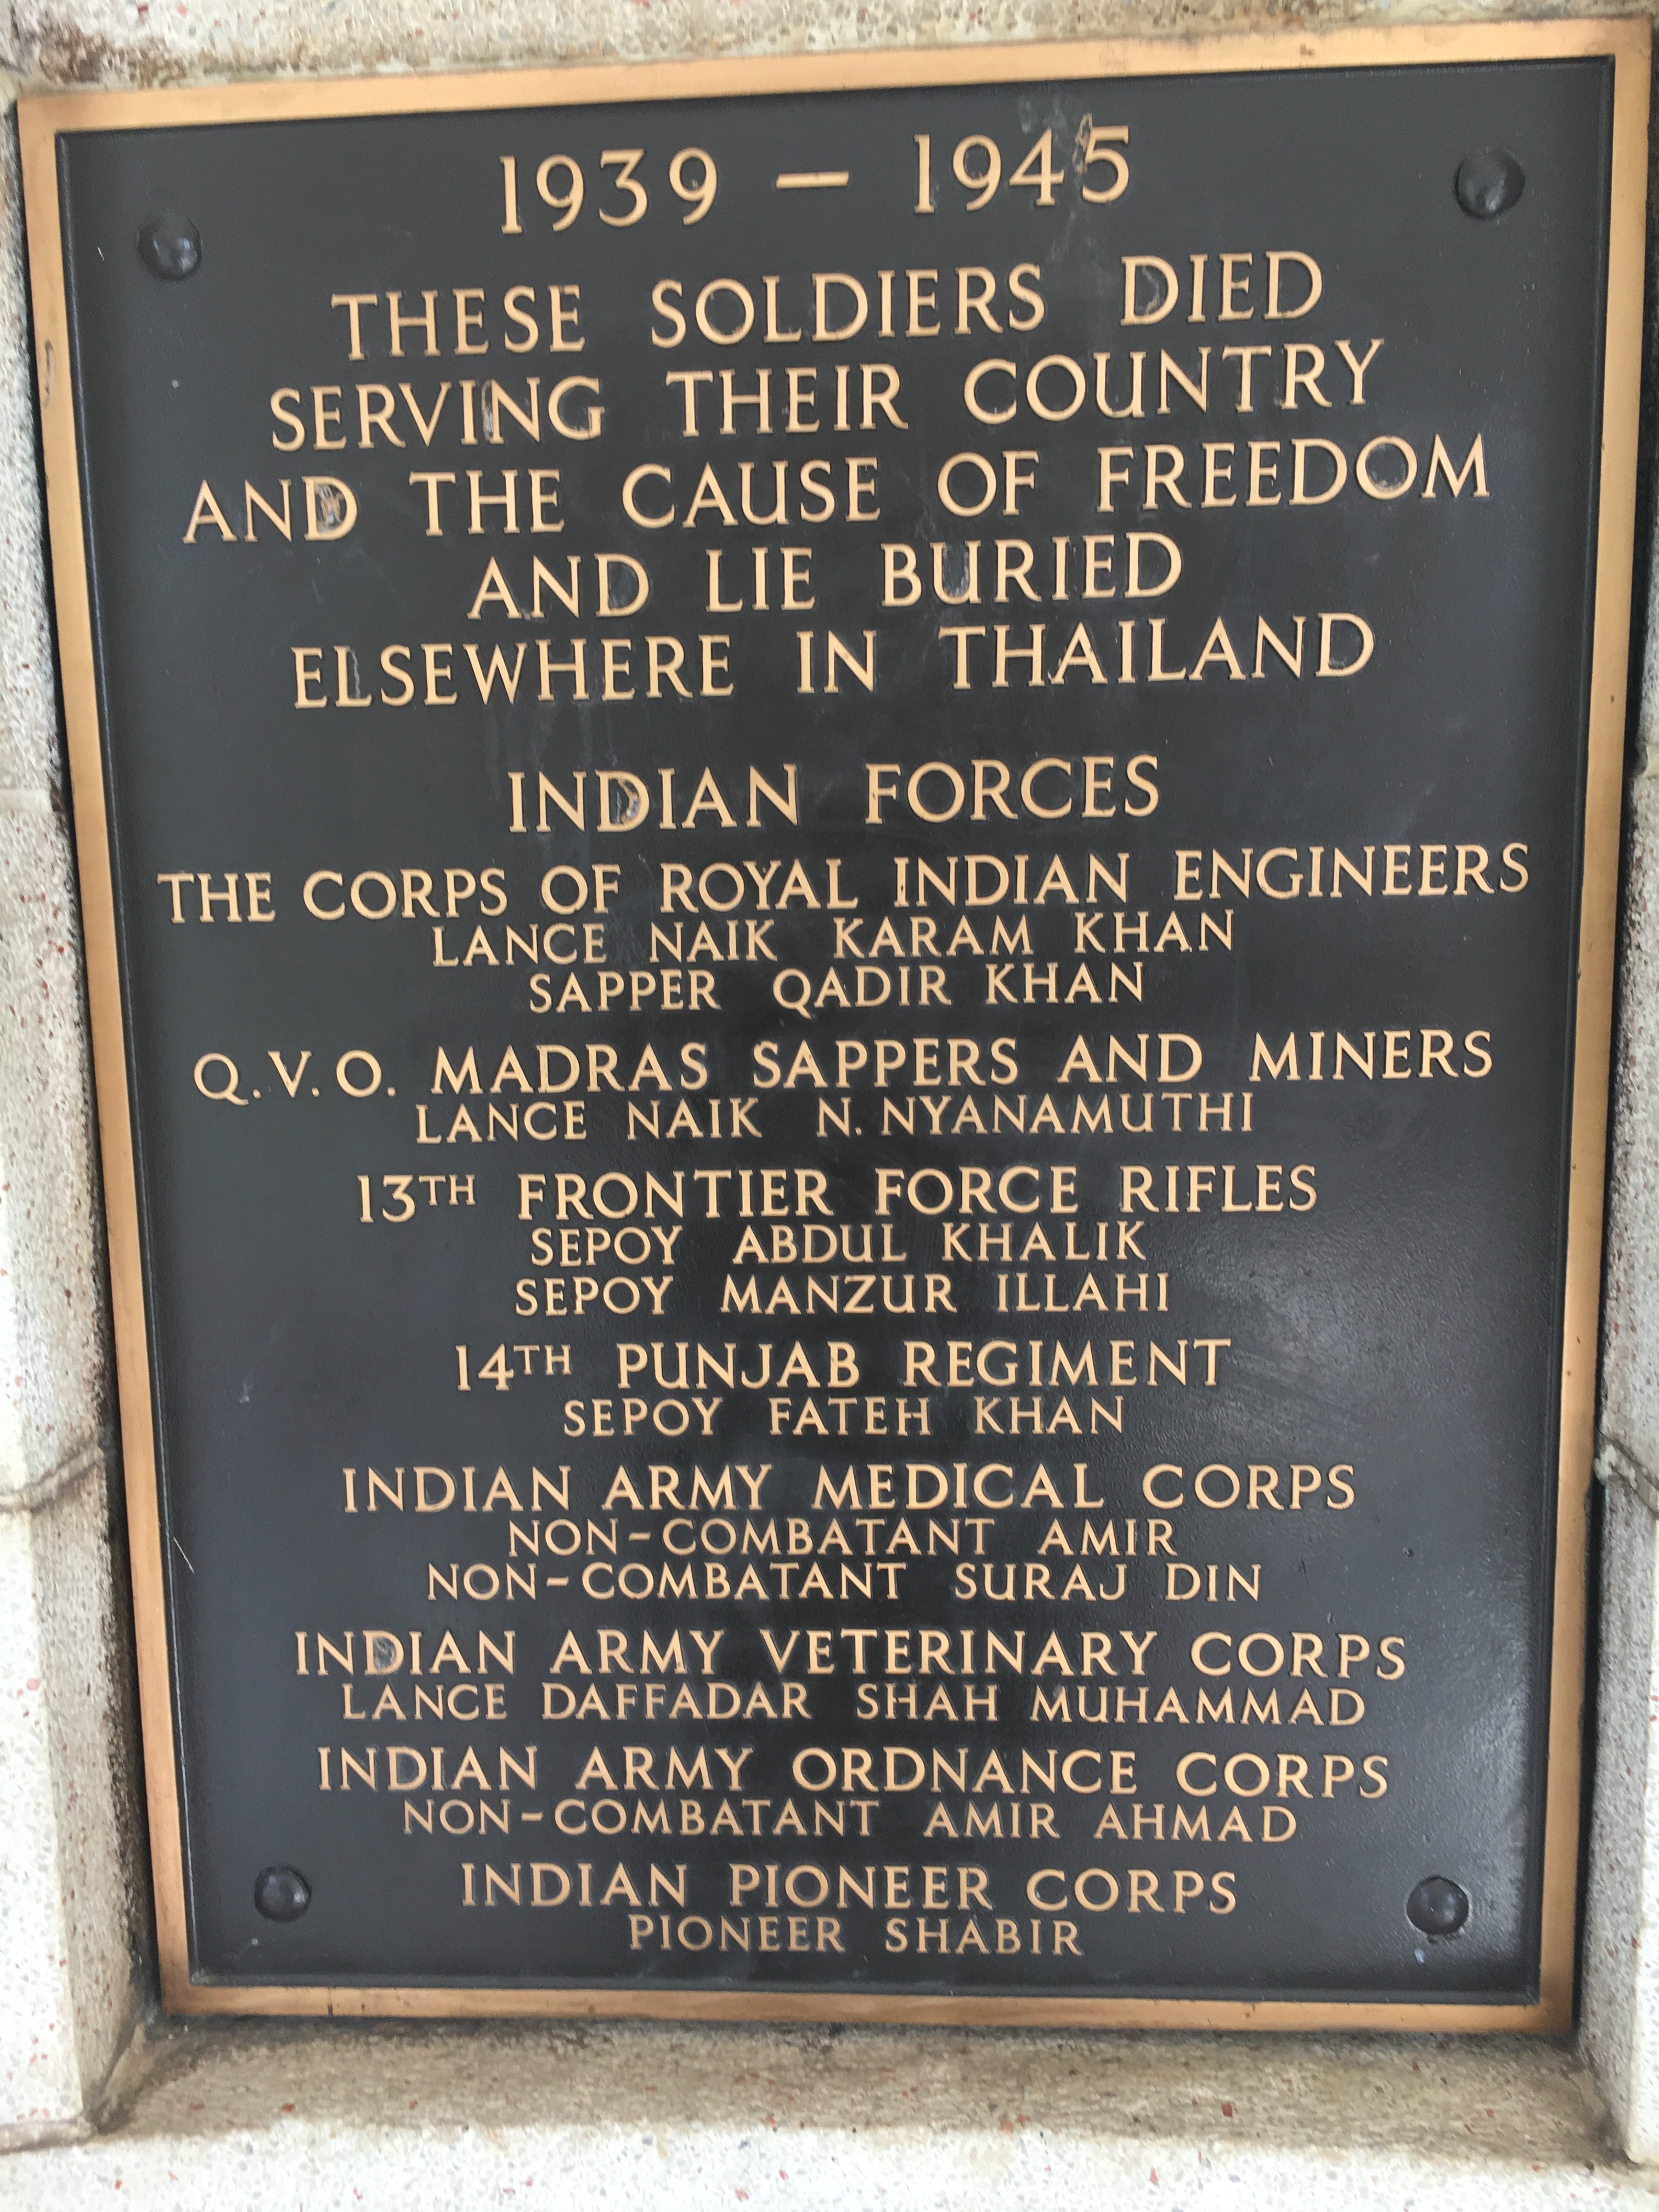 1939 — 1945
THESE SOLDIERS DIED
SERVING THEIR COUNTRY
AND THE CAUSE OF FREEDOM
AND LIE BURIED
ELSEWHERE IN THAILAND
INDIAN FORCES
THE CORPS OF ROYAL INDIAN ENGINEERS
LANCE NAIK KARAM KHAN
SAPPER QADIR KHAN
Q.V.O. MADRAS SAPPERS AND MINERS
LANCE NAIK N. NYANAMUTHI
13TH FRONTIER FORCE RIFLES
SEPOY ABDUL KHALIK
SEPOY MANZUR ILLAHI
14TH PUNJAB REGIMENT
SEPOY FATEH KHAN
INDIAN ARMY MEDICAL CORPS
NON-COMBATANT AMIR
NON-COMBATANT SURAJ DIN
INDIAN ARMY VETERINARY CORPS
LANCE DAFFADAR SHAH MUHAMMAD
INDIAN ARMY ORDNANCE CORPS
NON-COMBATANT AMIR AHMAD
INDIAN PIONEER CORPS
PIONEER SHABIR